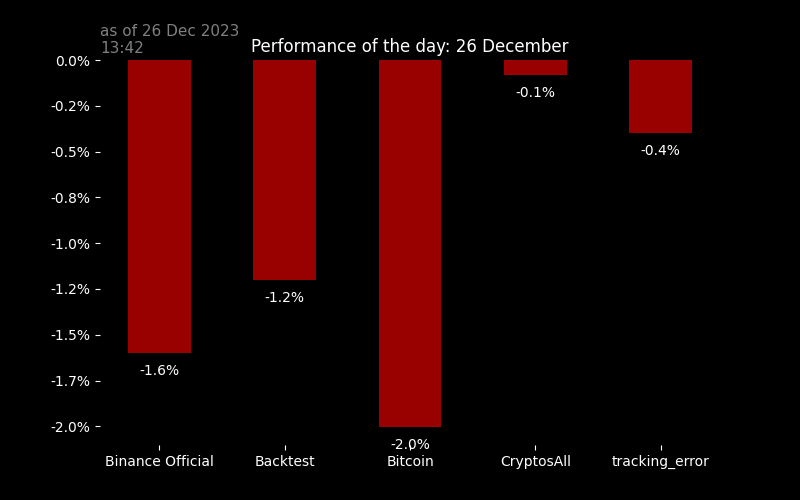 as of 26 Dec 2023
13:42
Performance of the day: 26 December
0.0%
-0.2%
-0.5%
-0.8%
-1.0%
-1.2%
-1.5%
-1.7%
-2.0%
-1.6%
-1.2%
-2.0%
-0.1%
-0.4%
Binance Official
Backtest
Bitcoin
CryptosAll
tracking_error